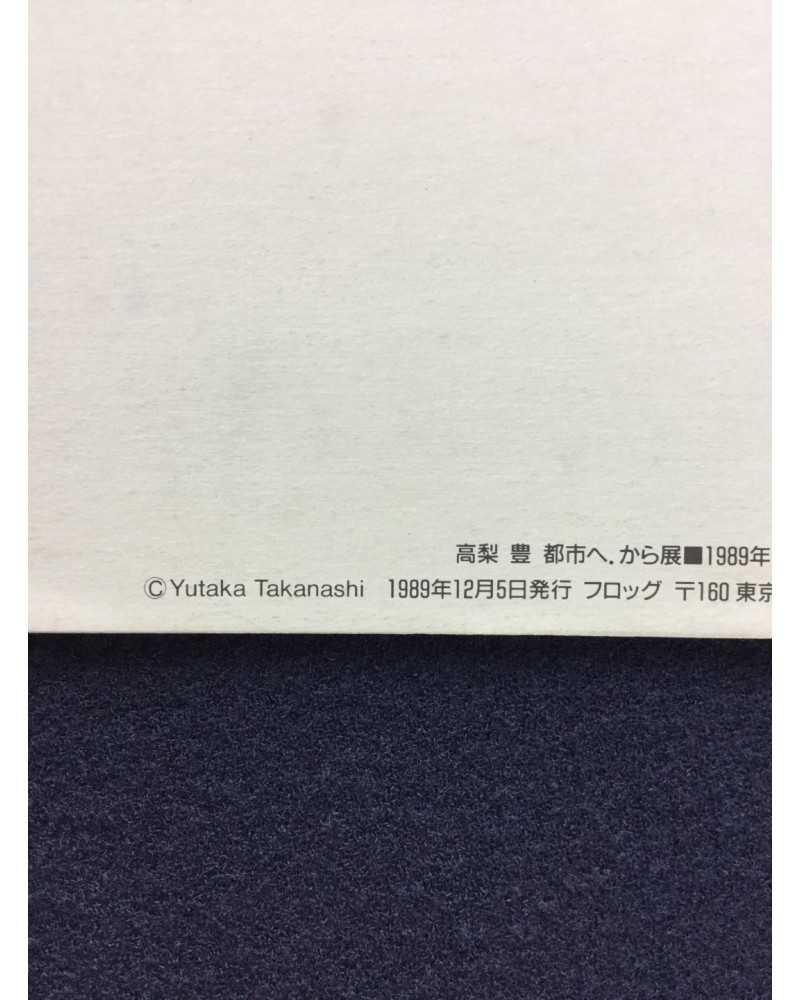 高梨 豊 都市へ.から展■1989年
©Yutaka Takanashi 1989年12月5日発行 フロッグ 〒160 東京